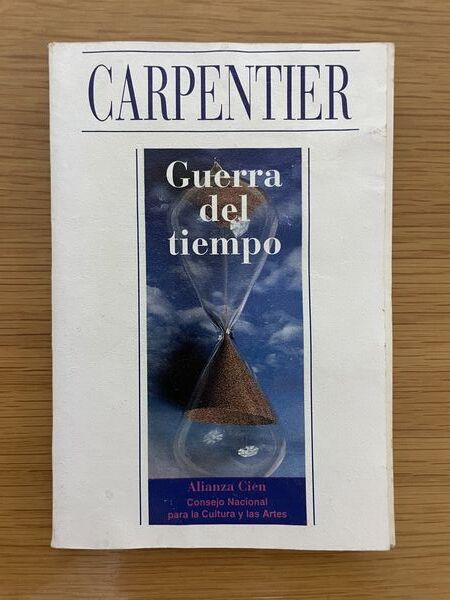 CARPENTIER
Guerra
del
tiempo
Alianza Cien
Consejo Nacional
para la Cultura y las Artes